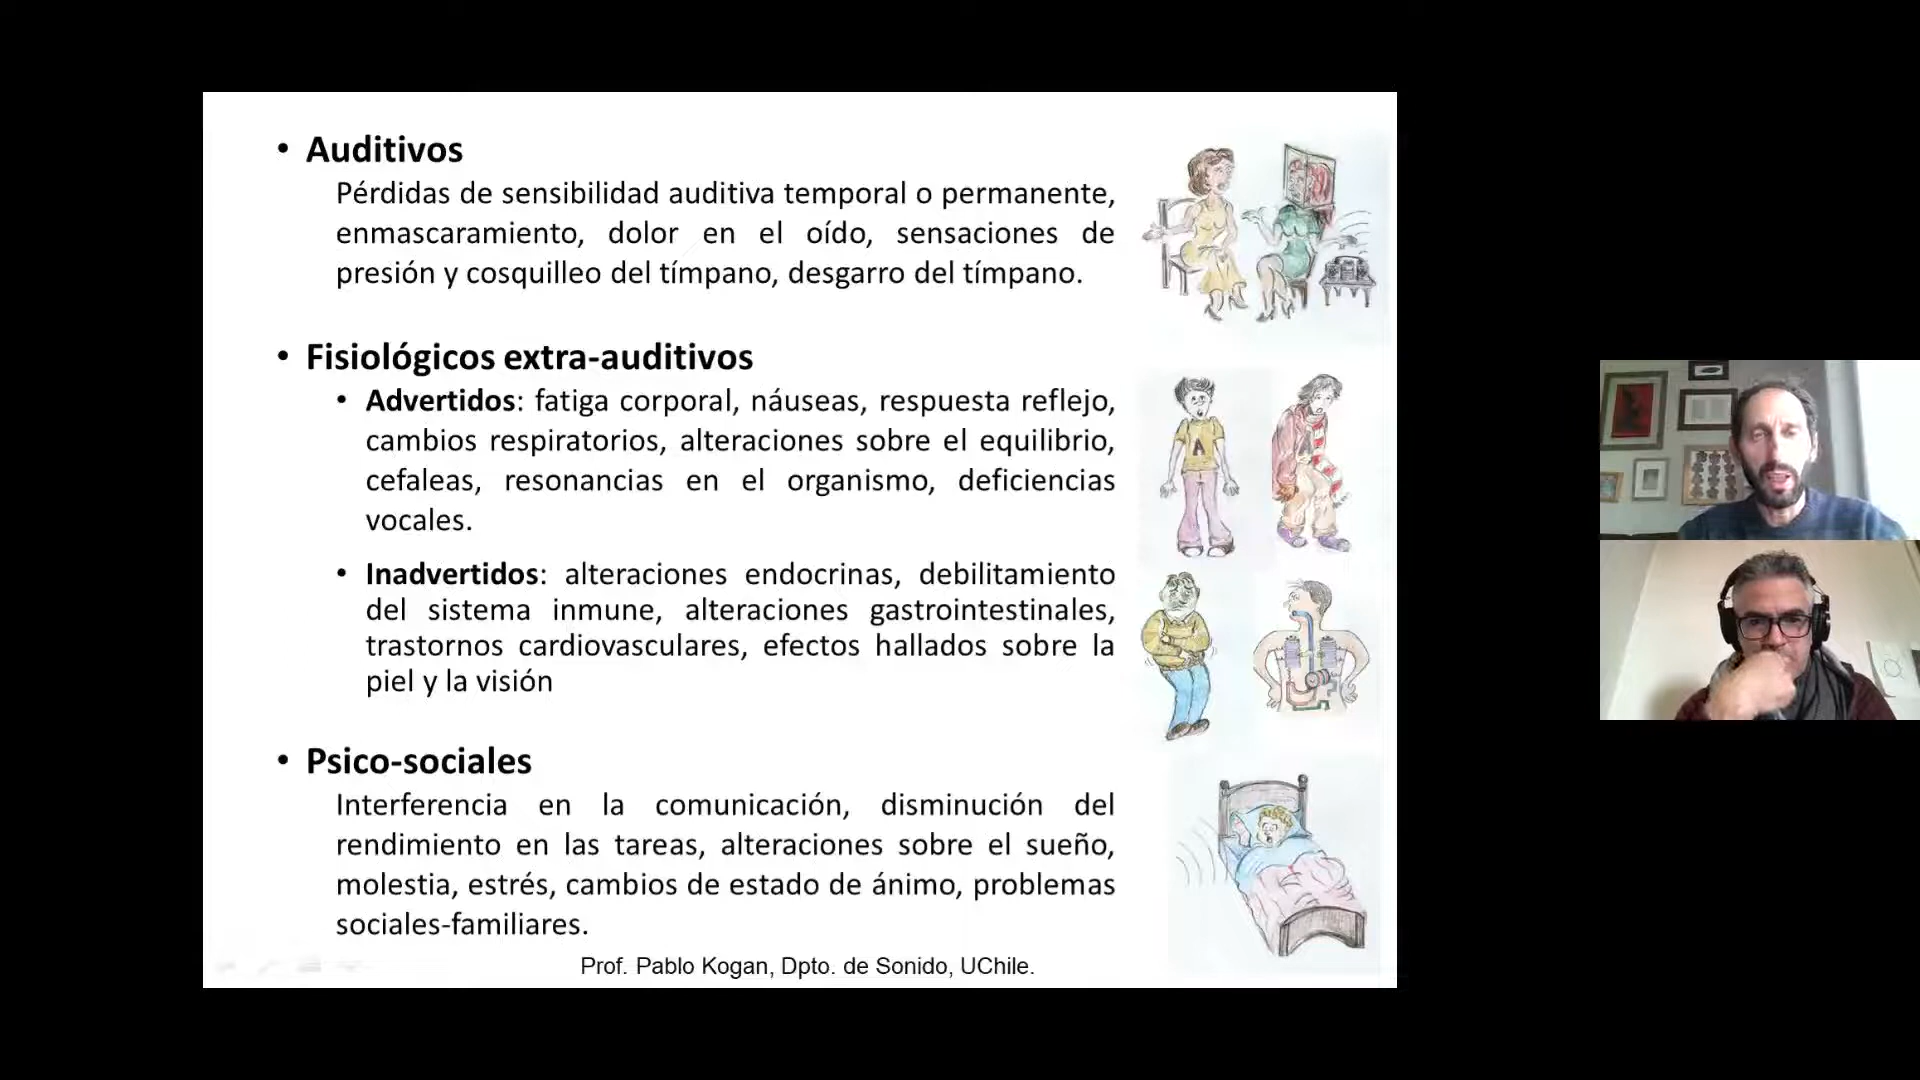 • Auditivos
Pérdidas de sensibilidad auditiva temporal o permanente,
enmascaramiento, dolor en el oído, sensaciones de
presión y cosquilleo del tímpano, desgarro del tímpano.
• Fisiológicos extra-auditivos
• Advertidos: fatiga corporal, náuseas, respuesta reflejo,
cambios respiratorios, alteraciones sobre el equilibrio,
cefaleas, resonancias en el organismo, deficiencias
vocales.
• Inadvertidos: alteraciones endocrinas, debilitamiento
del sistema inmune, alteraciones gastrointestinales,
trastornos cardiovasculares, efectos hallados sobre la
piel y la visión
• Psico-sociales
Interferencia en la comunicación, disminución del
rendimiento en las tareas, alteraciones sobre el sueño,
molestia, estrés, cambios de estado de ánimo, problemas
sociales-familiares.
Prof. Pablo Kogan, Dpto. de Sonido, UChile.
A